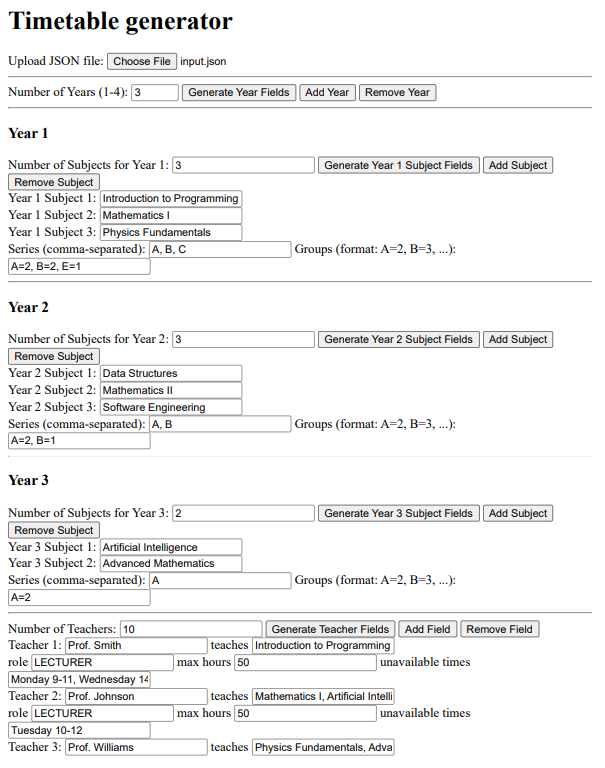 Timetable generator
Upload JSON file: Choose File input.json
Number of Years (1-4): 3 Generate Year Fields Add Year Remove Year
Year 1
Number of Subjects for Year 1: 3 Generate Year 1 Subject Fields Add Subject
Remove Subject
Year 1 Subject 1: Introduction to Programming
Year 1 Subject 2: Mathematics I
Year 1 Subject 3: Physics Fundamentals
Series (comma-separated): A, B, C Groups (format: A=2, B=3, ...):
A=2, B=2, E=1
Year 2
Number of Subjects for Year 2: 3 Generate Year 2 Subject Fields Add Subject
Remove Subject
Year 2 Subject 1: Data Structures
Year 2 Subject 2: Mathematics II
Year 2 Subject 3: Software Engineering
Series (comma-separated): A, B Groups (format: A=2, B=3, ...):
A=2, B=1
Year 3
Number of Subjects for Year 3: 2 Generate Year 3 Subject Fields Add Subject
Remove Subject
Year 3 Subject 1: Artificial Intelligence
Year 3 Subject 2: Advanced Mathematics
Series (comma-separated): A Groups (format: A=2, B=3, ...):
A=2
Number of Teachers: 10 Generate Teacher Fields Add Field Remove Field
Teacher 1: Prof. Smith teaches Introduction to Programming
role LECTURER max hours 50 unavailable times
Monday 9-11, Wednesday 14
Teacher 2: Prof. Johnson teaches Mathematics I, Artificial Intelli
role LECTURER max hours 50 unavailable times
Tuesday 10-12
Teacher 3: Prof. Williams teaches Physics Fundamentals, Adva